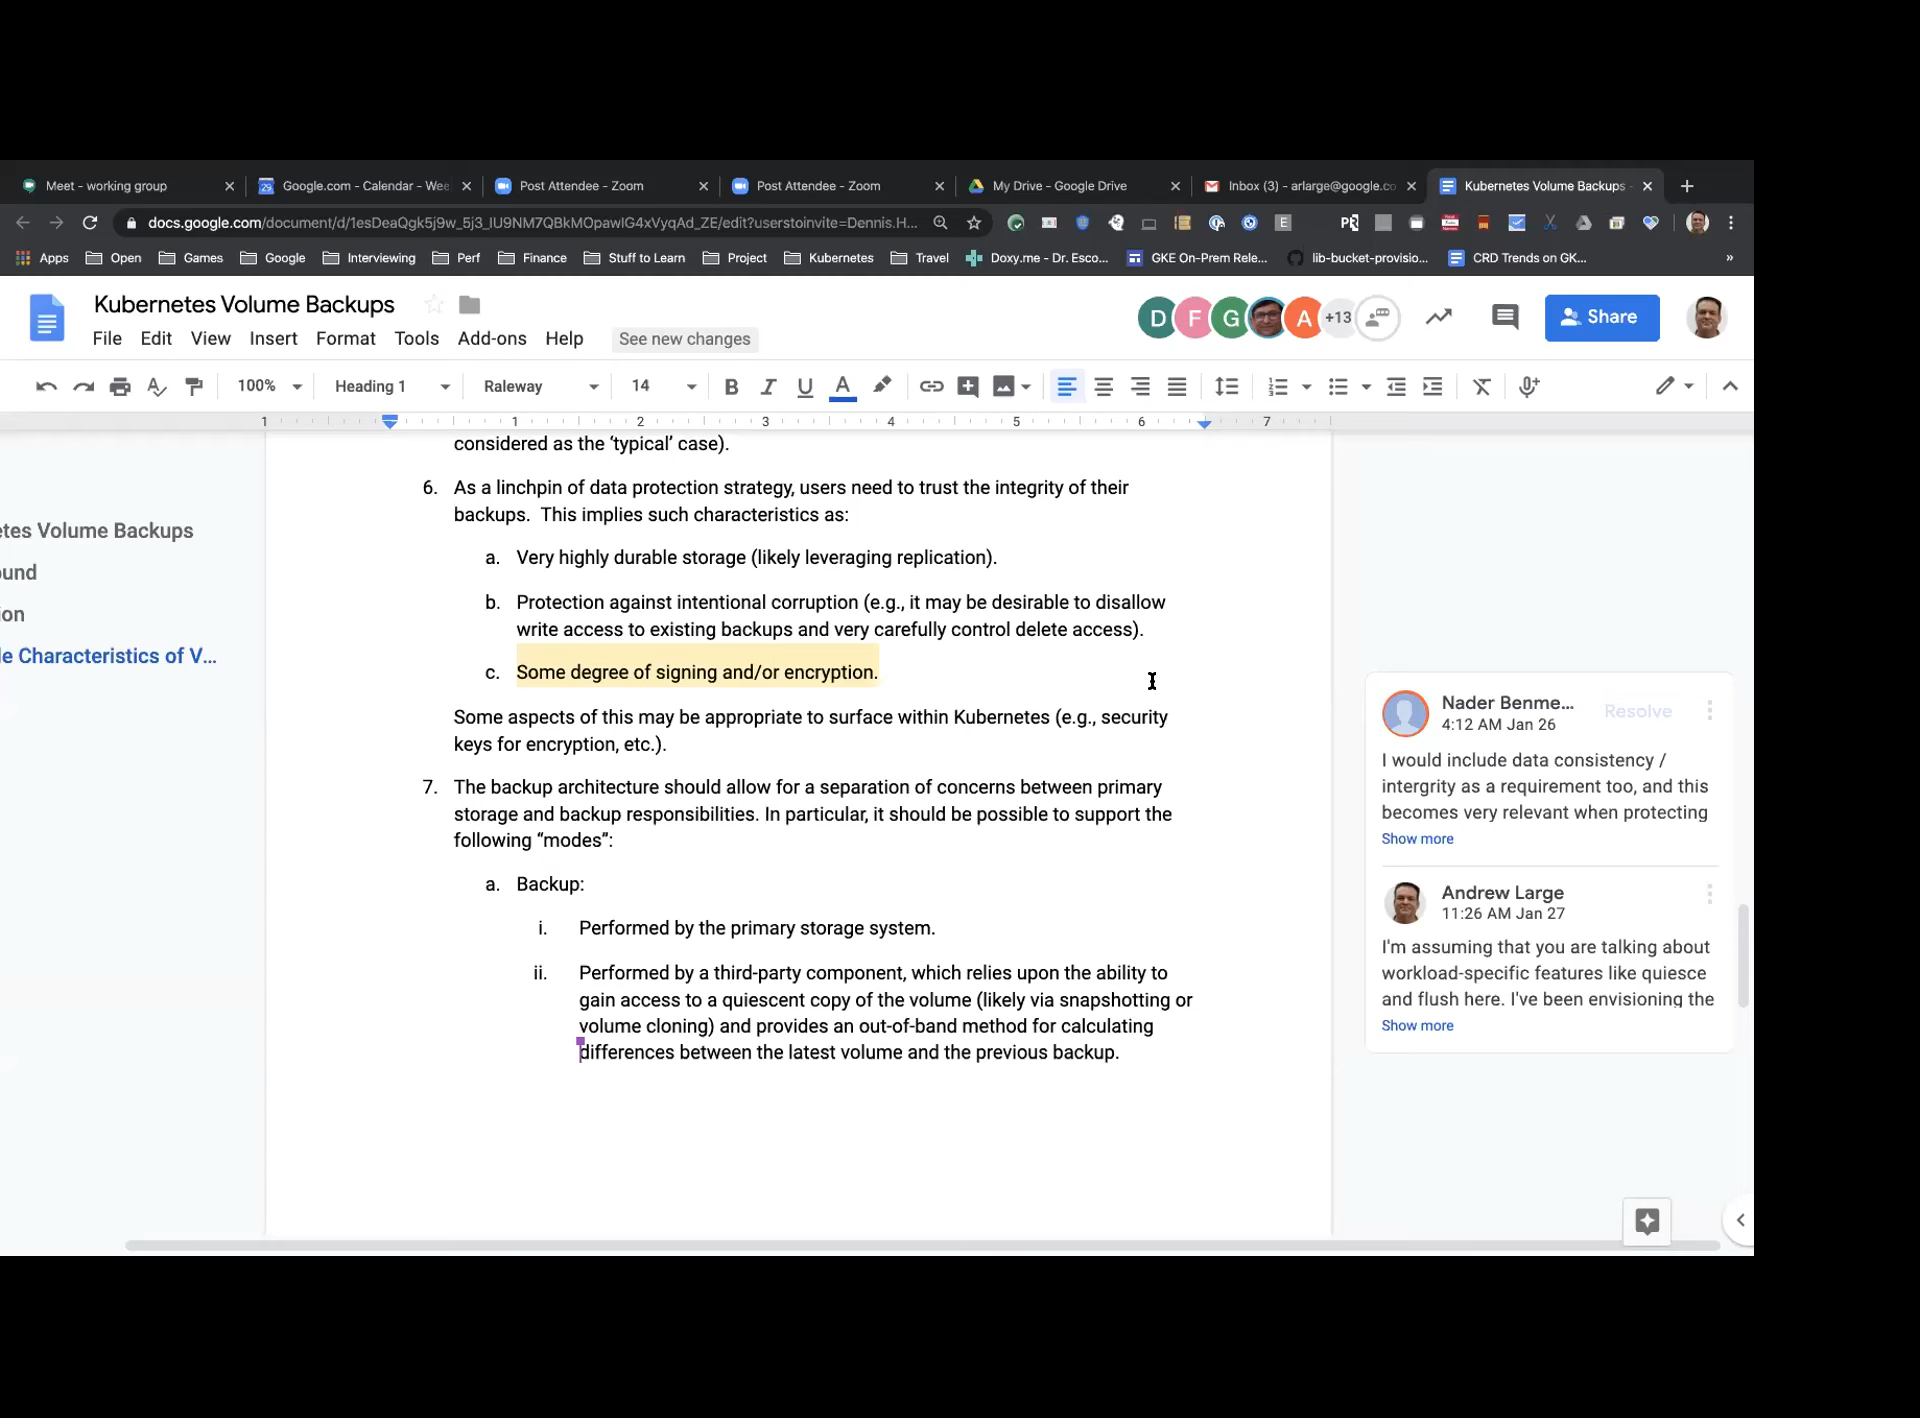 Meet - working group
Google.com - Calendar - Wee
Post Attendee - Zoom
Post Attendee - Zoom
My Drive - Google Drive
Inbox (3) - arlarge@google.co
Kubernetes Volume Backups -
docs.google.com/document/d/1esDeaQgk5j9w_5j3_IU9NM7QBkMOpawIG4xVyqAd_ZE/edit?userstoinvite=Dennis.H...
Apps
Open
Games
Google
Interviewing
Perf
Finance
Stuff to Learn
Project
Kubernetes
Travel
Doxy.me - Dr. Esco...
GKE On-Prem Rele...
lib-bucket-provisio...
CRD Trends on GK...
»
Kubernetes Volume Backups
D F G A +13
Share
File Edit View Insert Format Tools Add-ons Help
See new changes
100% Heading 1 Raleway 14 B I U A
1 1 2 3 4 5 6 7
etes Volume Backups
ound
ion
le Characteristics of V...
considered as the ‘typical’ case).
6. As a linchpin of data protection strategy, users need to trust the integrity of their
backups.  This implies such characteristics as:
a. Very highly durable storage (likely leveraging replication).
b. Protection against intentional corruption (e.g., it may be desirable to disallow
write access to existing backups and very carefully control delete access).
c. Some degree of signing and/or encryption.
Some aspects of this may be appropriate to surface within Kubernetes (e.g., security
keys for encryption, etc.).
7. The backup architecture should allow for a separation of concerns between primary
storage and backup responsibilities. In particular, it should be possible to support the
following “modes”:
a. Backup:
i. Performed by the primary storage system.
ii. Performed by a third-party component, which relies upon the ability to
gain access to a quiescent copy of the volume (likely via snapshotting or
volume cloning) and provides an out-of-band method for calculating
differences between the latest volume and the previous backup.
Nader Benme...
Resolve
4:12 AM Jan 26
I would include data consistency /
intergrity as a requirement too, and this
becomes very relevant when protecting
Show more
Andrew Large
11:26 AM Jan 27
I'm assuming that you are talking about
workload-specific features like quiesce
and flush here. I've been envisioning the
Show more